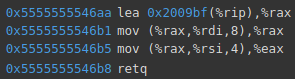 0x5555555546aa lea 0x2009bf(%rip),%rax
0x5555555546b1 mov (%rax,%rdi,8),%rax
0x5555555546b5 mov (%rax,%rsi,4),%eax
0x5555555546b8 retq